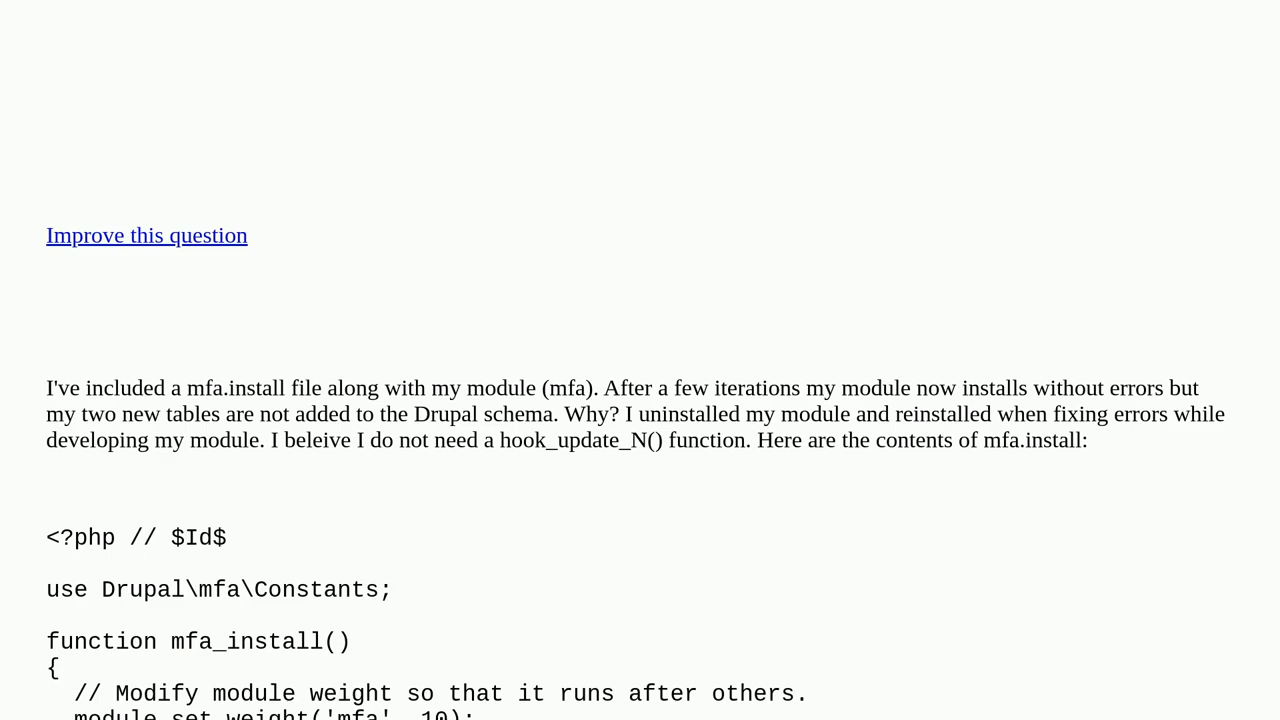 Improve this question
I've included a mfa.install file along with my module (mfa). After a few iterations my module now installs without errors but
my two new tables are not added to the Drupal schema. Why? I uninstalled my module and reinstalled when fixing errors while
developing my module. I beleive I do not need a hook_update_N() function. Here are the contents of mfa.install:
<?php // $Id$
use Drupal\mfa\Constants;
function mfa_install()
{
// Modify module weight so that it runs after others.
module_set_weight('mfa', 10);